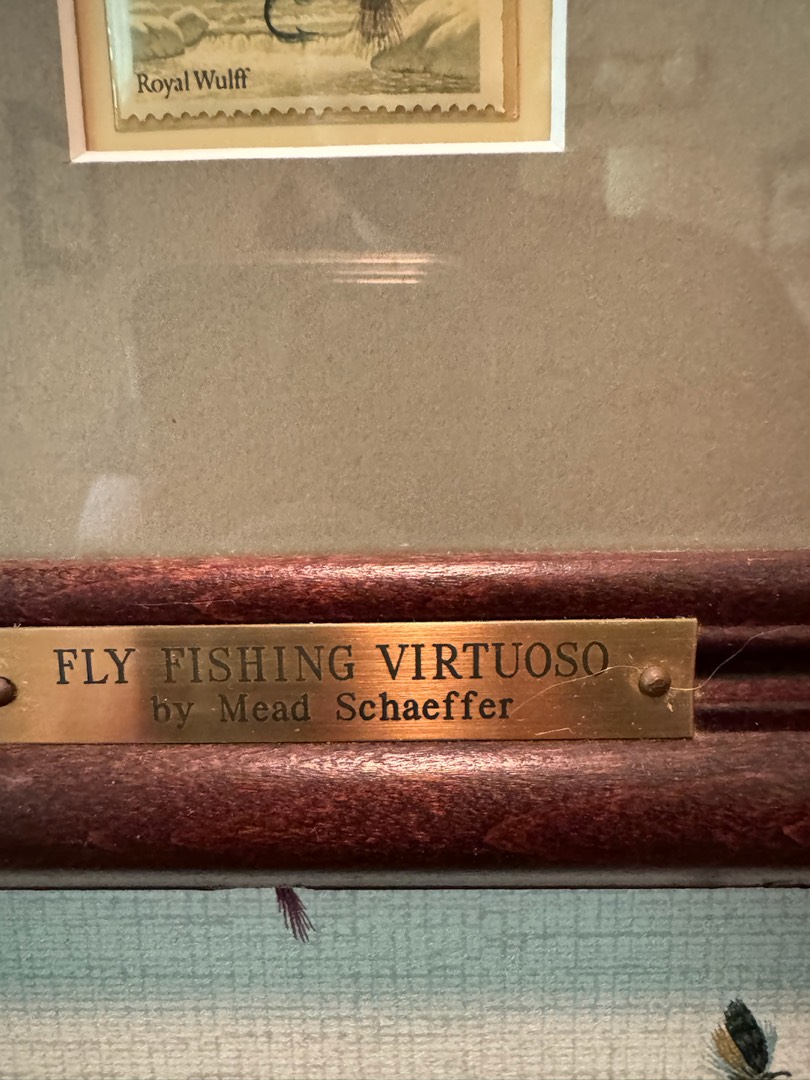 Royal Wulff
FLY FISHING VIRTUOSO
by Mead Schaeffer